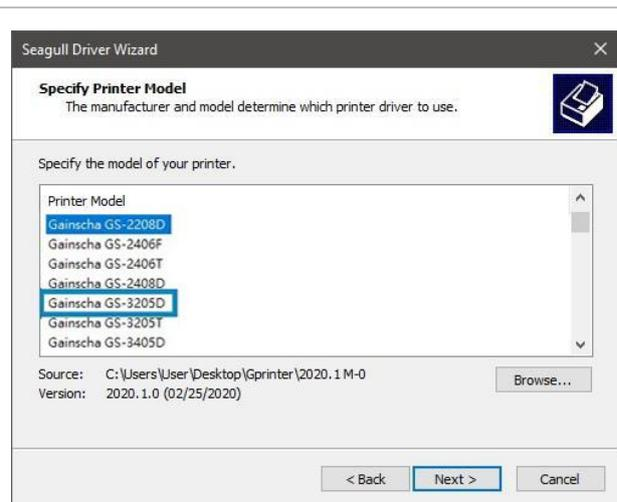 Seagull Driver Wizard
Specify Printer Model
The manufacturer and model determine which printer driver to use.
Specify the model of your printer.
Printer Model
Gainscha GS-2208D
Gainscha GS-2406F
Gainscha GS-2406T
Gainscha GS-2408D
Gainscha GS-3205D
Gainscha GS-3205T
Gainscha GS-3405D
Source: C:\Users\User\Desktop\Gprinter\2020.1 M-0
Browse...
Version: 2020.1.0 (02/25/2020)
< Back Next > Cancel